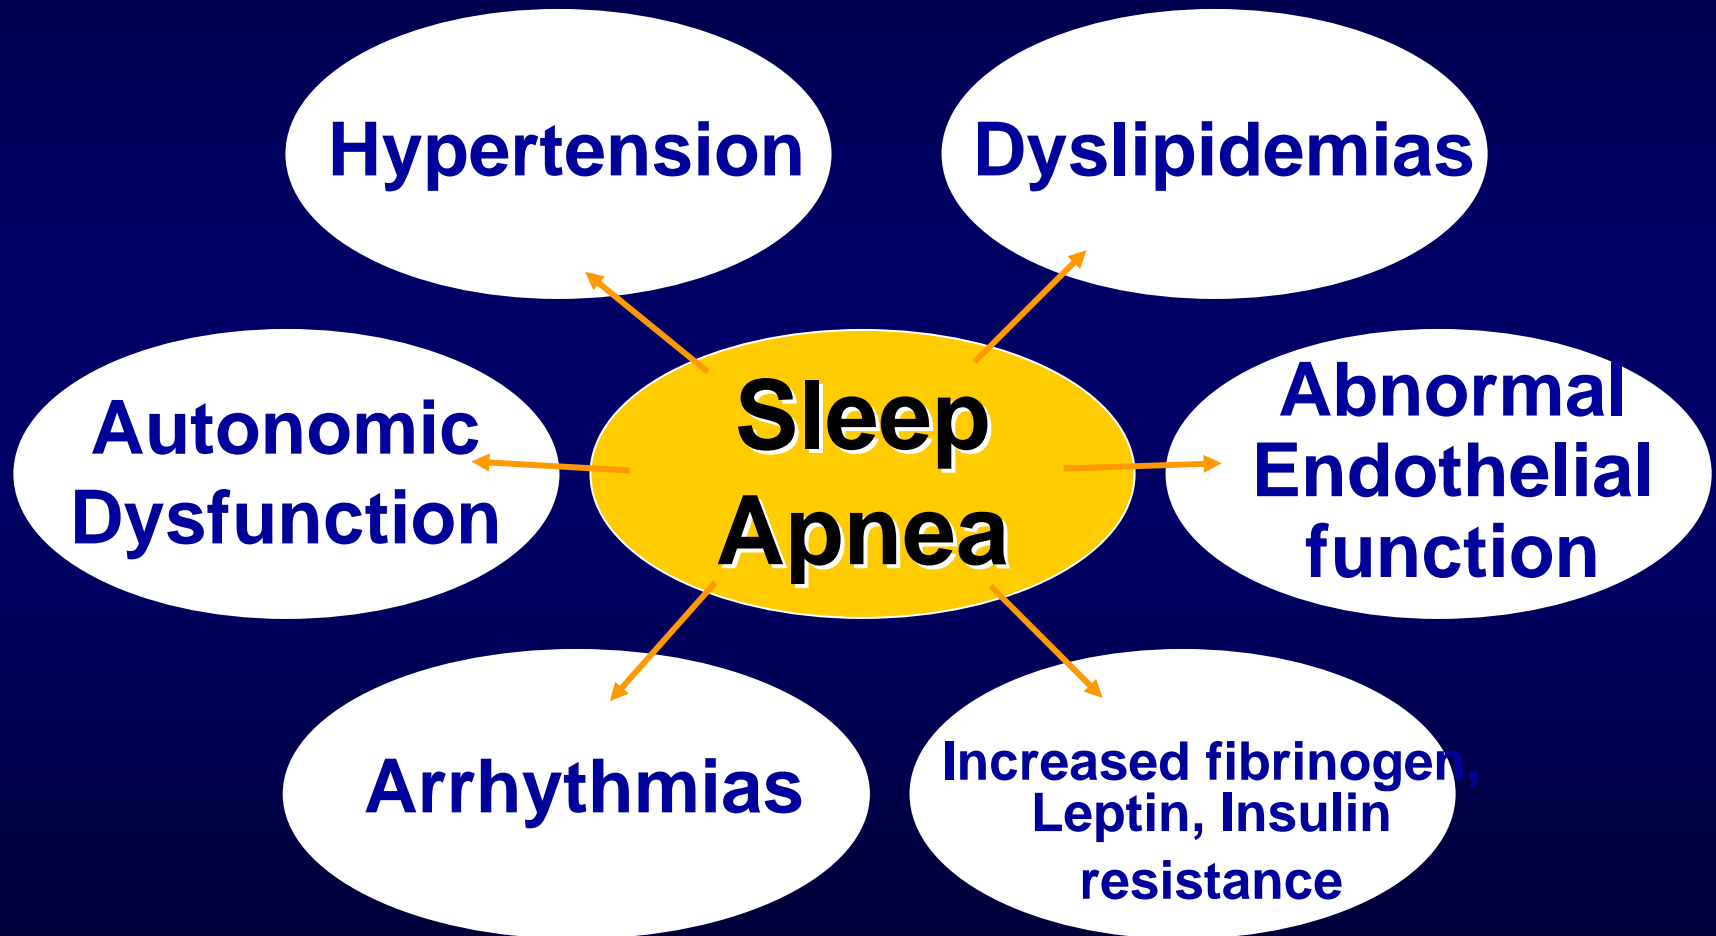 Hypertension
Dyslipidemias
Autonomic
Dysfunction
Sleep
Apnea
Abnormal
Endothelial
function
Arrhythmias
Increased fibrinogen,
Leptin, Insulin
resistance